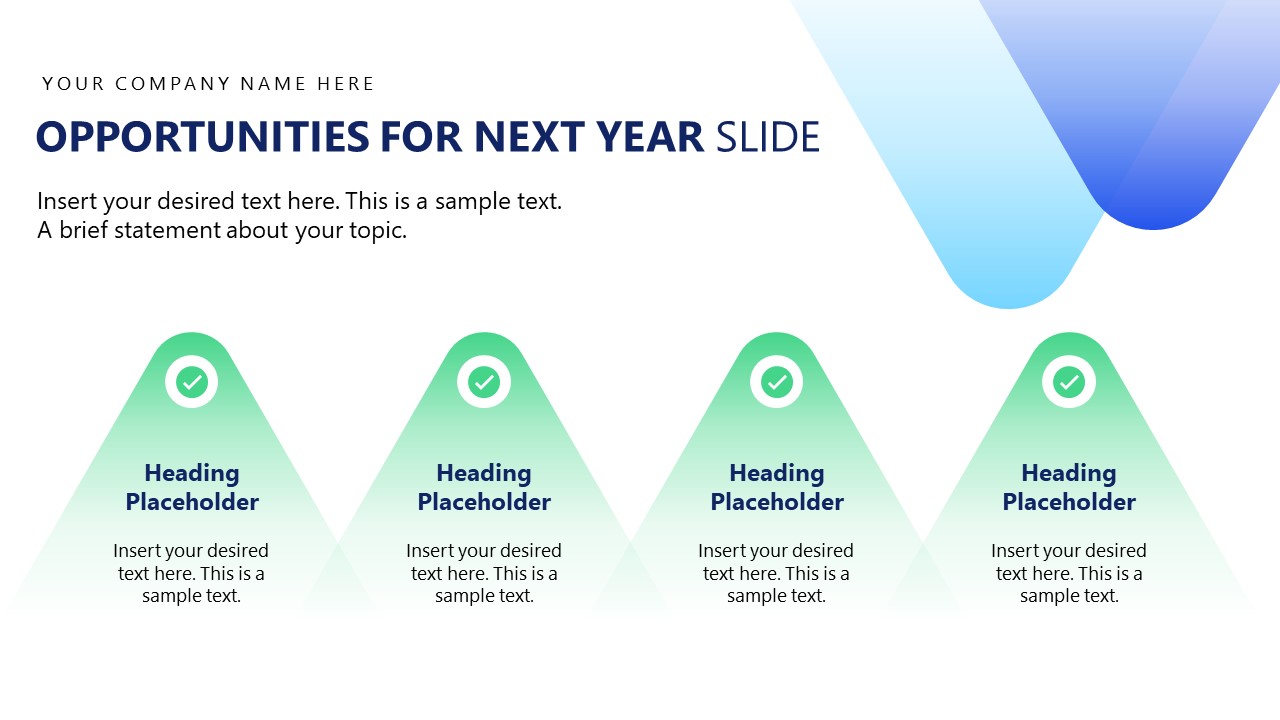 YOUR COMPANY NAME HERE
OPPORTUNITIES FOR NEXT YEAR SLIDE
Insert your desired text here. This is a sample text.
A brief statement about your topic.
Heading
Placeholder
Insert your desired
text here. This is a
sample text.
Heading
Placeholder
Insert your desired
text here. This is a
sample text.
Heading
Placeholder
Insert your desired
text here. This is a
sample text.
Heading
Placeholder
Insert your desired
text here. This is a
sample text.